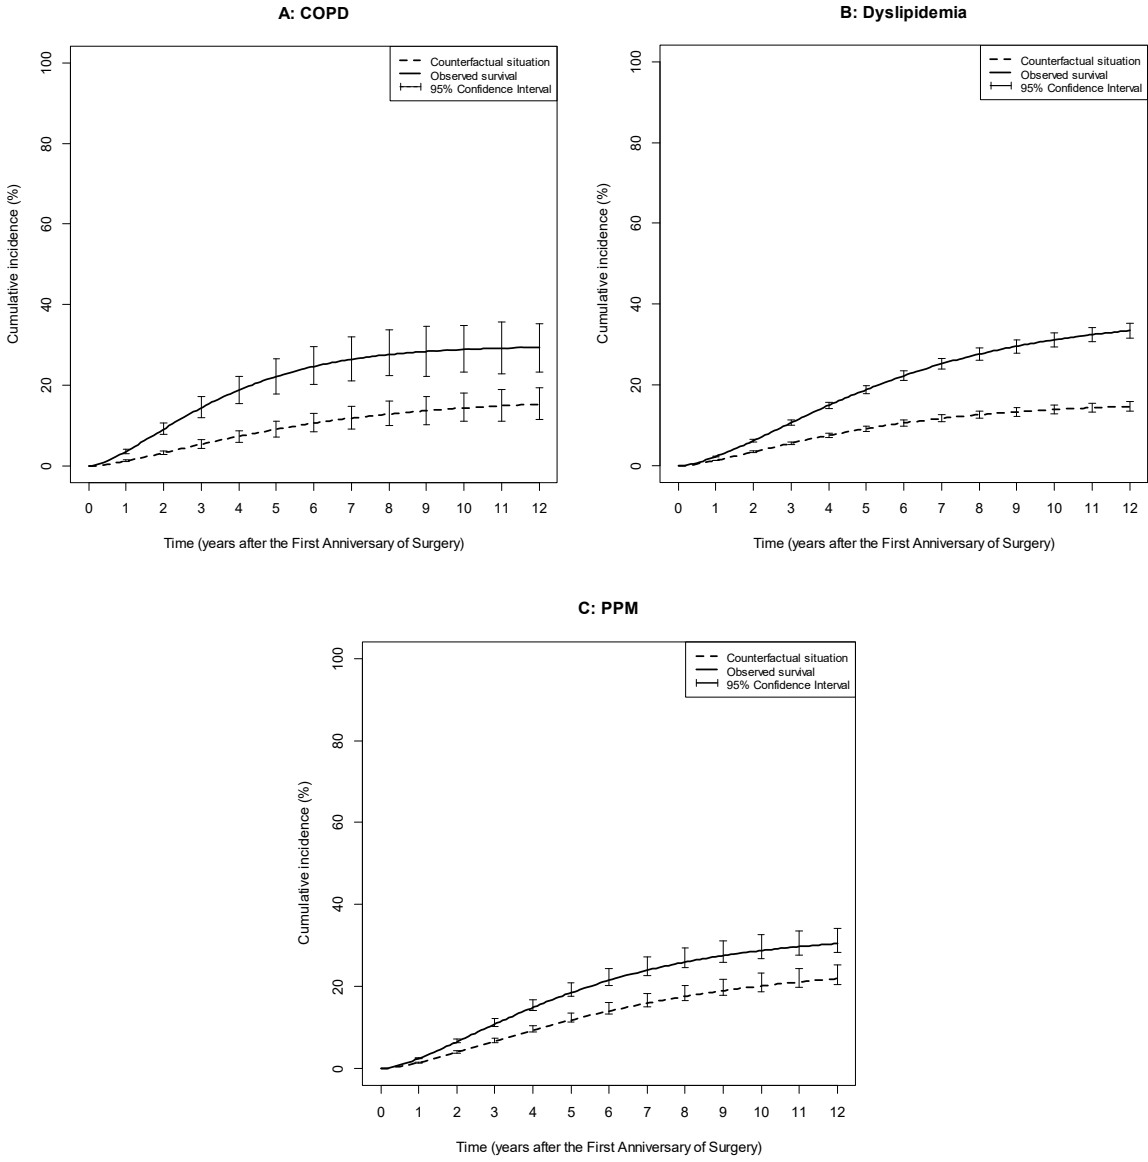 A: COPD
Counterfactual situation
Observed survival
95% Confidence Interval
Cumulative incidence (%)
100
80
60
40
20
0
0 1 2 3 4 5 6 7 8 9 10 11 12
Time (years after the First Anniversary of Surgery)
B: Dyslipidemia
Counterfactual situation
Observed survival
95% Confidence Interval
Cumulative incidence (%)
100
80
60
40
20
0
0 1 2 3 4 5 6 7 8 9 10 11 12
Time (years after the First Anniversary of Surgery)
C: PPM
Counterfactual situation
Observed survival
95% Confidence Interval
Cumulative incidence (%)
100
80
60
40
20
0
0 1 2 3 4 5 6 7 8 9 10 11 12
Time (years after the First Anniversary of Surgery)